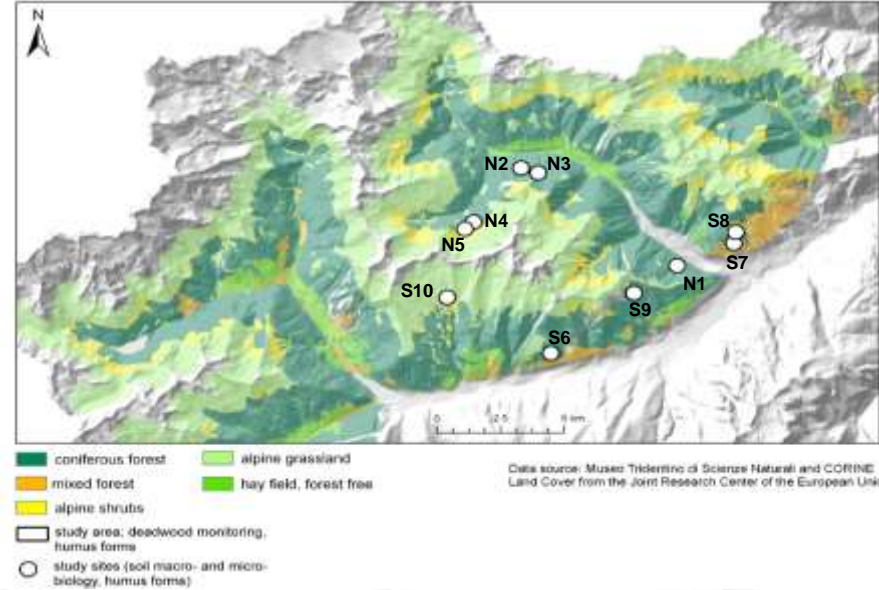 N
N2
N3
N4
N5
S8
S7
N1
S10
S9
S6
0 2.5 5 km
coniferous forest
alpine grassland
mixed forest
hay field, forest free
alpine shrubs
study area; deadwood monitoring,
humus forms
study sites (soil macro- and micro-
biology, humus forms)
Data source: Museo Tridentino di Scienze Naturali and CORINE
Land Cover from the Joint Research Center of the European Uni